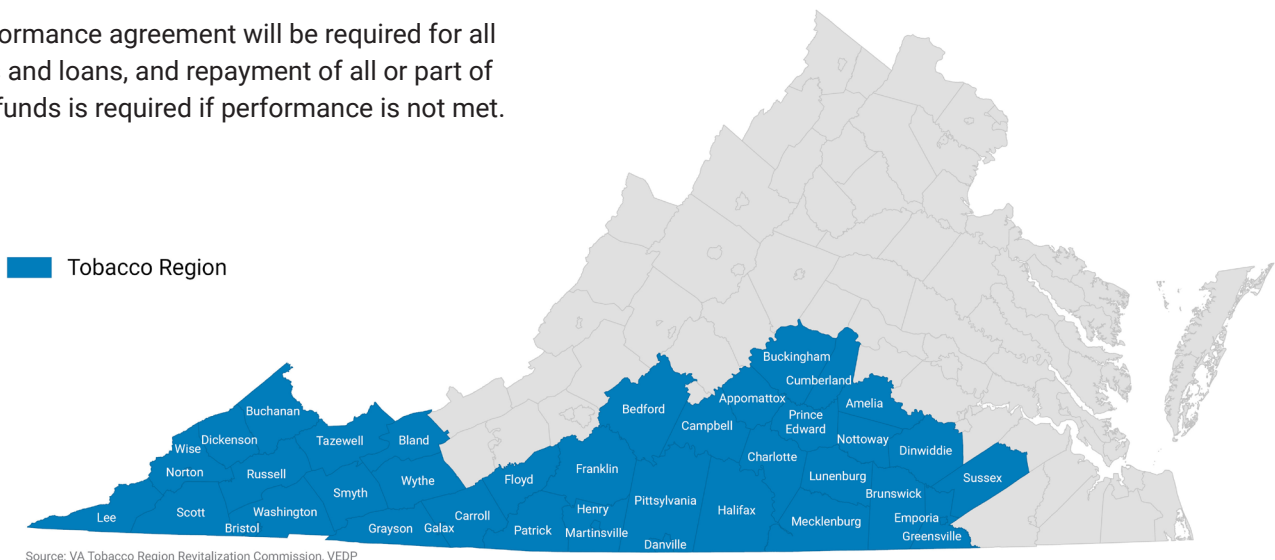 ormance agreement will be required for all
and loans, and repayment of all or part of
funds is required if performance is not met.
Tobacco Region
Buckingham
Cumberland
Buchanan
Appomattox
Bedford
Amelia
Prince
Edward
Campbell
Dickenson
Tazewell
Bland
Wise
Nottoway
Dinwiddie
Charlotte
Norton
Russell
Franklin
Floyd
Wythe
Lunenburg
Sussex
Smyth
Brunswick
Pittsylvania
Henry
Halifax
Scott
Washington
Lee
Carroll
Emporia
Mecklenburg
Bristol
Grayson
Galax
Patrick
Martinsville
Greensville
Danville
Source: VA Tobacco Region Revitalization Commission, VEDP